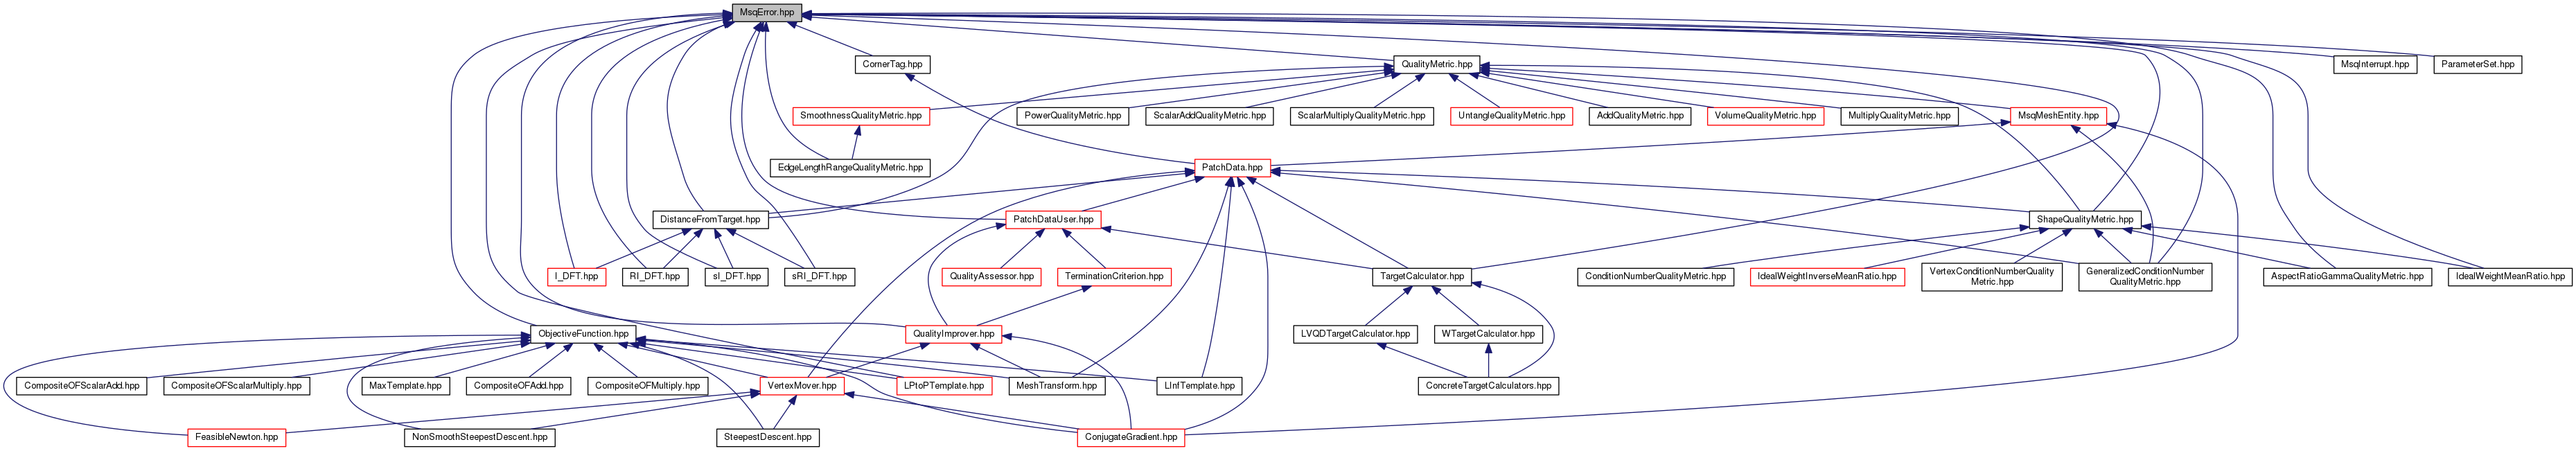 MsqError.hpp
CornerTag.hpp
QualityMetric.hpp
MsqInterrupt.hpp
ParameterSet.hpp
SmoothnessQualityMetric.hpp
PowerQualityMetric.hpp
ScalarAddQualityMetric.hpp
ScalarMultiplyQualityMetric.hpp
UntangleQualityMetric.hpp
AddQualityMetric.hpp
VolumeQualityMetric.hpp
MultiplyQualityMetric.hpp
MsqMeshEntity.hpp
EdgeLengthRangeQualityMetric.hpp
PatchData.hpp
DistanceFromTarget.hpp
PatchDataUser.hpp
ShapeQualityMetric.hpp
I_DFT.hpp
RI_DFT.hpp
sI_DFT.hpp
sRI_DFT.hpp
QualityAssessor.hpp
TerminationCriterion.hpp
TargetCalculator.hpp
ConditionNumberQualityMetric.hpp
IdealWeightInverseMeanRatio.hpp
VertexConditionNumberQuality
Metric.hpp
GeneralizedConditionNumber
QualityMetric.hpp
AspectRatioGammaQualityMetric.hpp
IdealWeightMeanRatio.hpp
ObjectiveFunction.hpp
QualityImprover.hpp
LVQDTargetCalculator.hpp
WTargetCalculator.hpp
CompositeOFScalarAdd.hpp
CompositeOFScalarMultiply.hpp
MaxTemplate.hpp
CompositeOFAdd.hpp
CompositeOFMultiply.hpp
VertexMover.hpp
LPtoPTemplate.hpp
MeshTransform.hpp
LInfTemplate.hpp
ConcreteTargetCalculators.hpp
FeasibleNewton.hpp
NonSmoothSteepestDescent.hpp
SteepestDescent.hpp
ConjugateGradient.hpp